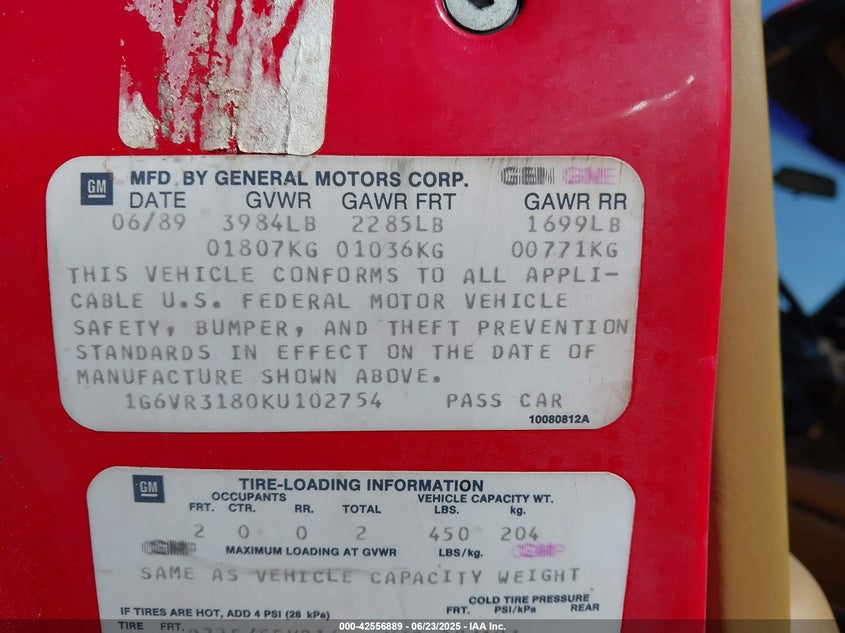 GM MFD. BY GENERAL MOTORS CORP.
DATE GVWR GAWR FRT GAWR RR
06/89 3984LB 2285LB 1699LB
01807KG 01036KG 00771KG
THIS VEHICLE CONFORMS TO ALL APPLI-
CABLE U.S. FEDERAL MOTOR VEHICLE
SAFETY, BUMPER, AND THEFT PREVENTION
STANDARDS IN EFFECT ON THE DATE OF
MANUFACTURE SHOWN ABOVE.
1G6VR3180KU102754 PASS CAR
10080812A
GM TIRE-LOADING INFORMATION
OCCUPANTS VEHICLE CAPACITY WT.
FRT. CTR. RR. TOTAL LBS. kg.
2 0 0 2 450 204
MAXIMUM LOADING AT GVWR LBS/kg.
SAME AS VEHICLE CAPACITY WEIGHT
COLD TIRE PRESSURE
IF TIRES ARE HOT, ADD 4 PSI (28 kPa) FRT. PSI/kPa REAR
TIRE FRT.
000-42556889 - 06/23/2025 - IAA Inc.